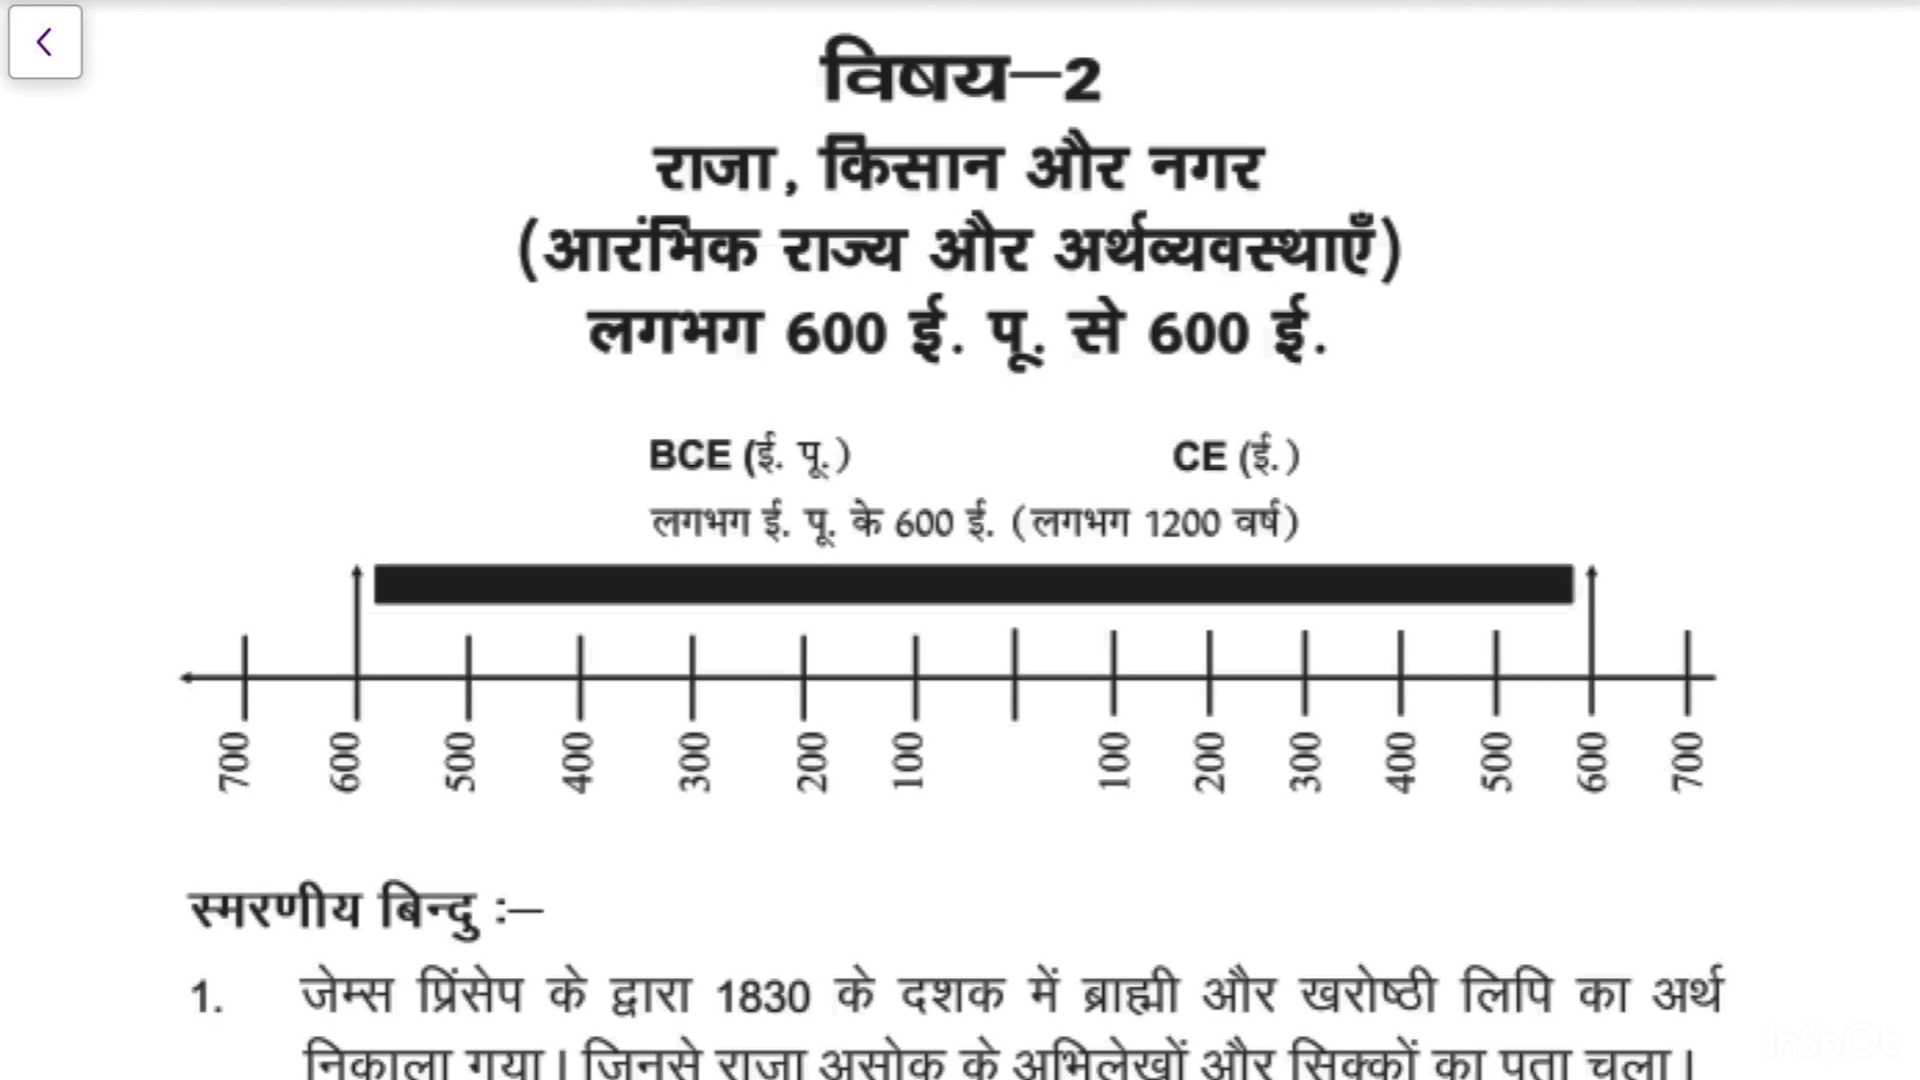 विषय—2
राजा, किसान और नगर
(आरंभिक राज्य और अर्थव्यवस्थाएँ)
लगभग 600 ई. पू. से 600 ई.
BCE (ई. पू.) CE (ई.)
लगभग ई. पू. के 600 ई. (लगभग 1200 वर्ष)
700 600 500 400 300 200 100 100 200 300 400 500 600 700
स्मरणीय बिन्दु :—
1. जेम्स प्रिंसेप के द्वारा 1830 के दशक में ब्राह्मी और खरोष्ठी लिपि का अर्थ
निकाला गया। जिनसे राजा असोक के अभिलेखों और सिक्कों का पता चला।
InShOt